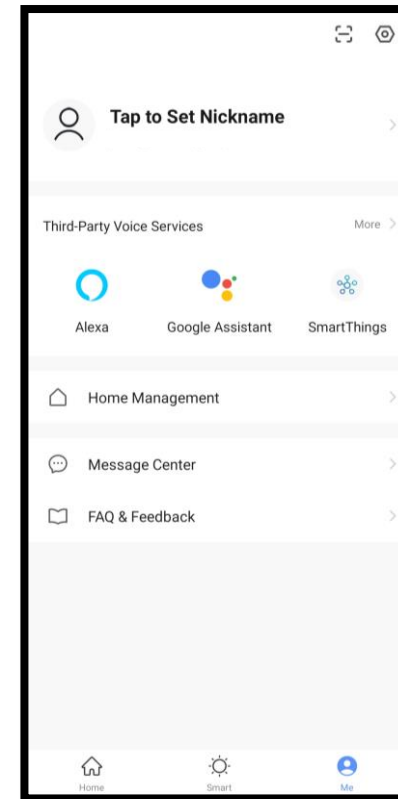 Tap to Set Nickname
Third-Party Voice Services More
Alexa Google Assistant SmartThings
Home Management
Message Center
FAQ & Feedback
Home Smart Me